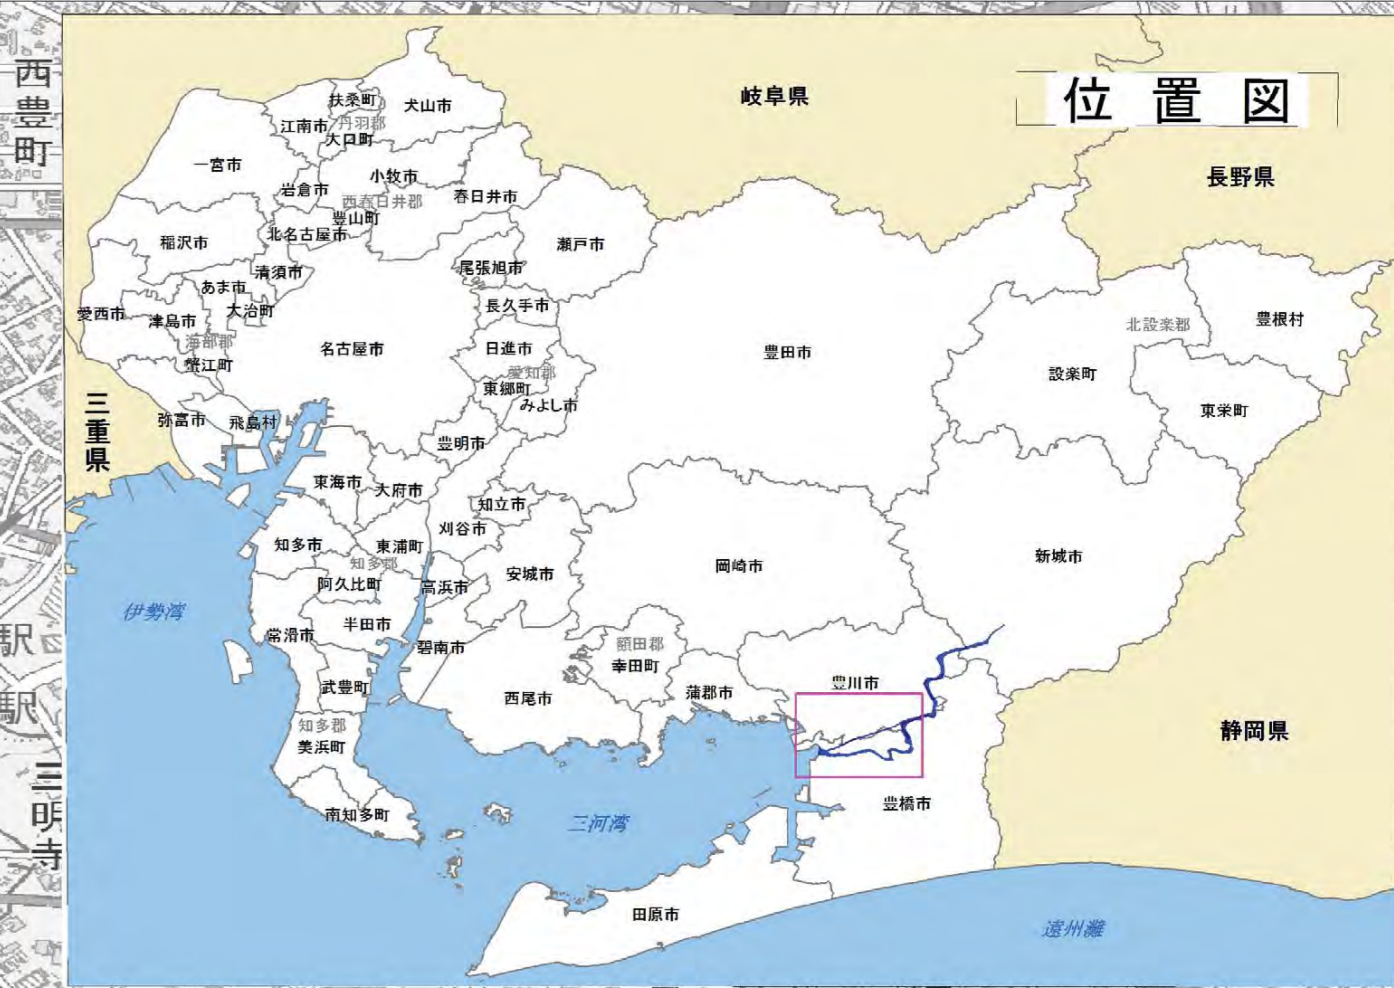 位置図
岐阜県
長野県
三重県
静岡県
西豊町
駅
駅
三明寺
扶桑町
犬山市
江南市
丹羽郡
大口町
一宮市
岩倉市
小牧市
西春日井郡
春日井市
豊山町
北名古屋市
稲沢市
瀬戸市
尾張旭市
清須市
あま市
愛西市
津島市
大治町
長久手市
海部郡
蟹江町
名古屋市
日進市
愛知郡
東郷町
みよし市
豊田市
北設楽郡
豊根村
設楽町
東栄町
弥富市
飛島村
豊明市
東海市
大府市
知立市
刈谷市
知多市
東浦町
知多郡
阿久比町
高浜市
安城市
岡崎市
新城市
伊勢湾
常滑市
半田市
碧南市
額田郡
幸田町
武豊町
西尾市
蒲郡市
豊川市
知多郡
美浜町
南知多町
三河湾
豊橋市
田原市
遠州灘